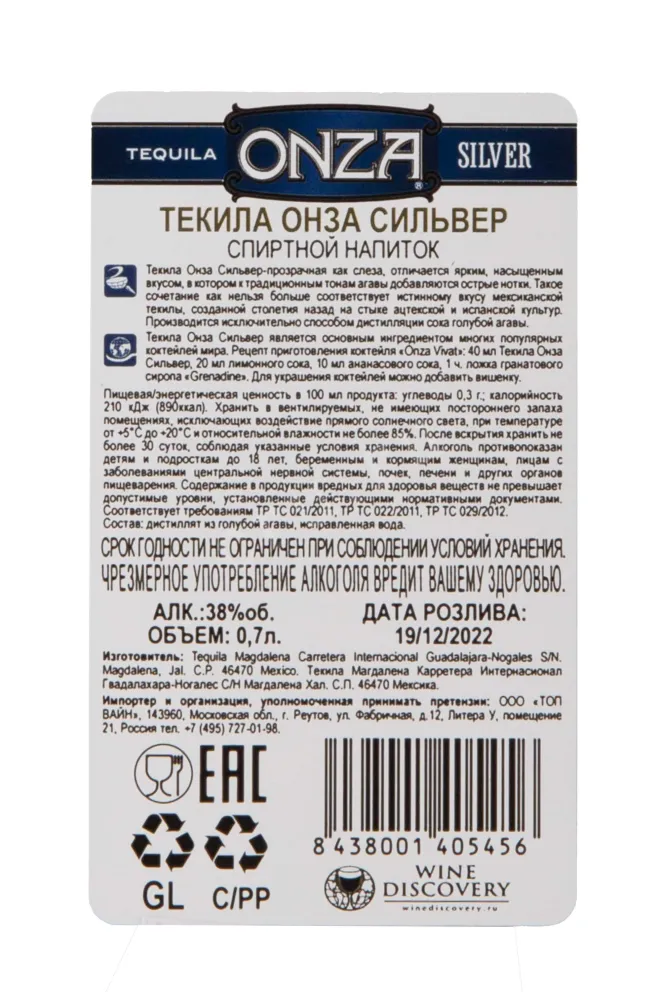 TEQUILA ONZA® SILVER
ТЕКИЛА ОНЗА СИЛЬВЕР
СПИРТНОЙ НАПИТОК
Текила Онза Сильвер-прозрачная как слеза, отличается ярким, насыщенным
вкусом, в котором к традиционным тонам агавы добавляются острые нотки. Такое
сочетание как нельзя больше соответствует истинному вкусу мексиканской
текилы, созданной столетия назад на стыке ацтекской и испанской культур.
Производится исключительно способом дистилляции сока голубой агавы.
Текила Онза Сильвер является основным ингредиентом многих популярных
коктейлей мира. Рецепт приготовления коктейля «Onza Vivat»: 40 мл Текила Онза
Сильвер, 20 мл лимонного сока, 10 мл ананасового сока, 1 ч. ложка гранатового
сиропа «Grenadine». Для украшения коктейлей можно добавить вишенку.
Пищевая/энергетическая ценность в 100 мл продукта: углеводы 0,3 г.; калорийность
210 кДж (890ккал). Хранить в вентилируемых, не имеющих постороннего запаха
помещениях, исключающих воздействие прямого солнечного света, при температуре
от +5°С до +20°С и относительной влажности не более 85%. После вскрытия хранить не
более 30 суток, соблюдая указанные условия хранения. Алкоголь противопоказан
детям и подросткам до 18 лет, беременным и кормящим женщинам, лицам с
заболеваниями центральной нервной системы, почек, печени и других органов
пищеварения. Содержание в продукции вредных для здоровья веществ не превышает
допустимые уровни, установленные действующими нормативными документами.
Соответствует требованиям ТР ТС 021/2011, ТР ТС 022/2011, ТР ТС 029/2012.
Состав: дистиллят из голубой агавы, исправленная вода.
СРОК ГОДНОСТИ НЕ ОГРАНИЧЕН ПРИ СОБЛЮДЕНИИ УСЛОВИЙ ХРАНЕНИЯ.
ЧРЕЗМЕРНОЕ УПОТРЕБЛЕНИЕ АЛКОГОЛЯ ВРЕДИТ ВАШЕМУ ЗДОРОВЬЮ.
АЛК.:38%об. ДАТА РОЗЛИВА:
ОБЪЕМ: 0,7л. 19/12/2022
Изготовитель: Tequila Magdalena Carretera Internacional Guadalajara-Nogales S/N.
Magdalena, Jal. C.P. 46470 Mexico. Текила Магдалена Карретера Интернасионал
Гвадалахара-Ногалес С/Н Магдалена Хал. С.П. 46470 Мексика.
Импортер и организация, уполномоченная принимать претензии: ООО «ТОП
ВАЙН», 143960, Московская обл., г. Реутов, ул. Фабричная, д.12, Литера У, помещение
21, Россия тел. +7 (495) 727-01-98.
EAC
8 438001 405456
GL C/PP
WINE
DISCOVERY
winediscovery.ru